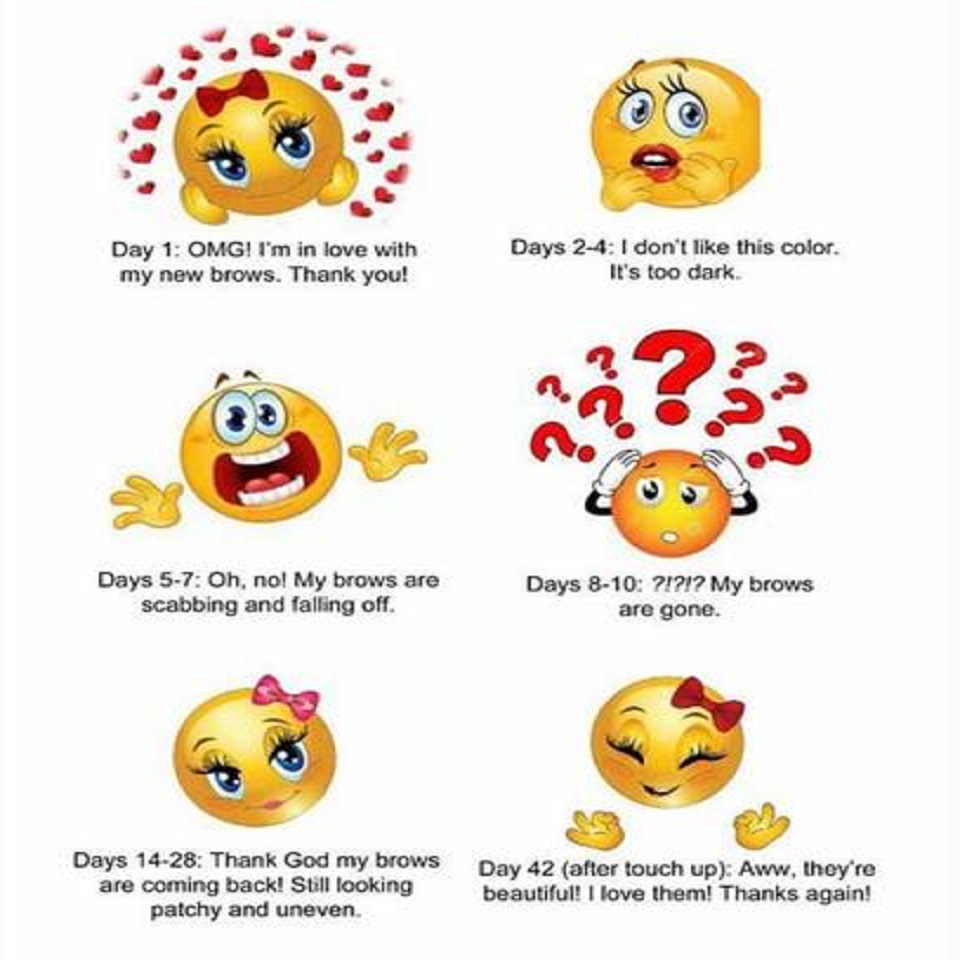 Day 1: OMG! I'm in love with
my new brows. Thank you!
Days 2-4: I don't like this color.
It's too dark.
Days 5-7: Oh, no! My brows are
scabbing and falling off.
Days 8-10: ?!?!? My brows
are gone.
Days 14-28: Thank God my brows
are coming back! Still looking
patchy and uneven.
Day 42 (after touch up): Aww, they're
beautiful! I love them! Thanks again!